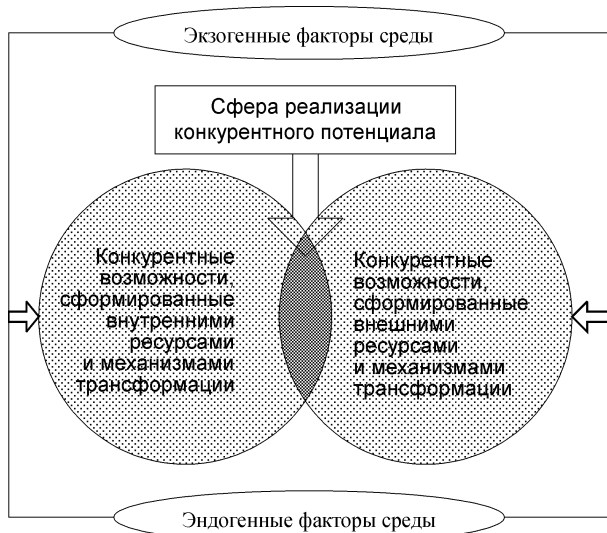 Экзогенные факторы среды
Сфера реализации
конкурентного потенциала
Конкурентные
возможности,
сформированные
внутренними
ресурсами
и механизмами
трансформации
Конкурентные
возможности,
сформированные
внешними
ресурсами
и механизмами
трансформации
Эндогенные факторы среды